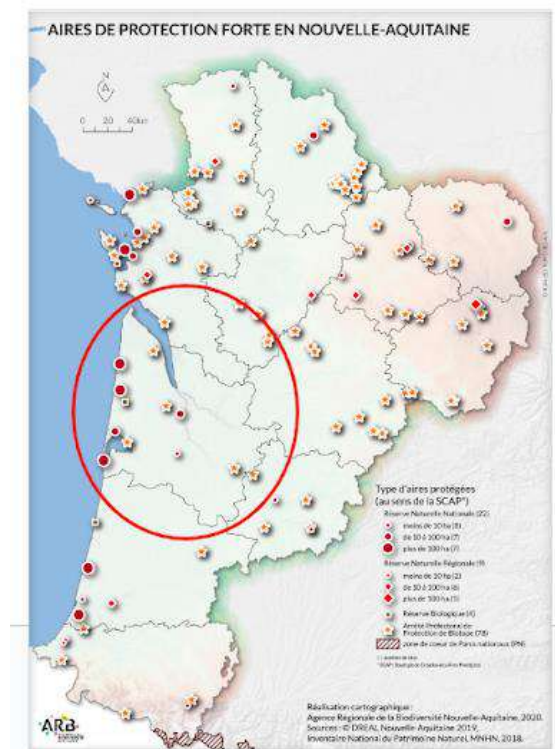 AIRES DE PROTECTION FORTE EN NOUVELLE-AQUITAINE
N
0 20 40km
Type d'aires protégées
(au sens de la SCAP*)
Réserve Naturelle Nationale (22)
moins de 10 ha (8)
de 10 à 100 ha (7)
plus de 100 ha (7)
Réserve Naturelle Régionale (9)
moins de 10 ha (2)
de 10 à 100 ha (6)
plus de 100 ha (5)
Réserve Biologique (4)
Arrêté Préfectoral de
Protection de Biotope (78)
zone de coeur de Parcs nationaux (PN)
Réalisation cartographique :
Agence Régionale de la Biodiversité Nouvelle-Aquitaine, 2020.
Sources : © DREAL Nouvelle-Aquitaine 2019,
Inventaire National du Patrimoine Naturel, MNHN, 2018.
ARB